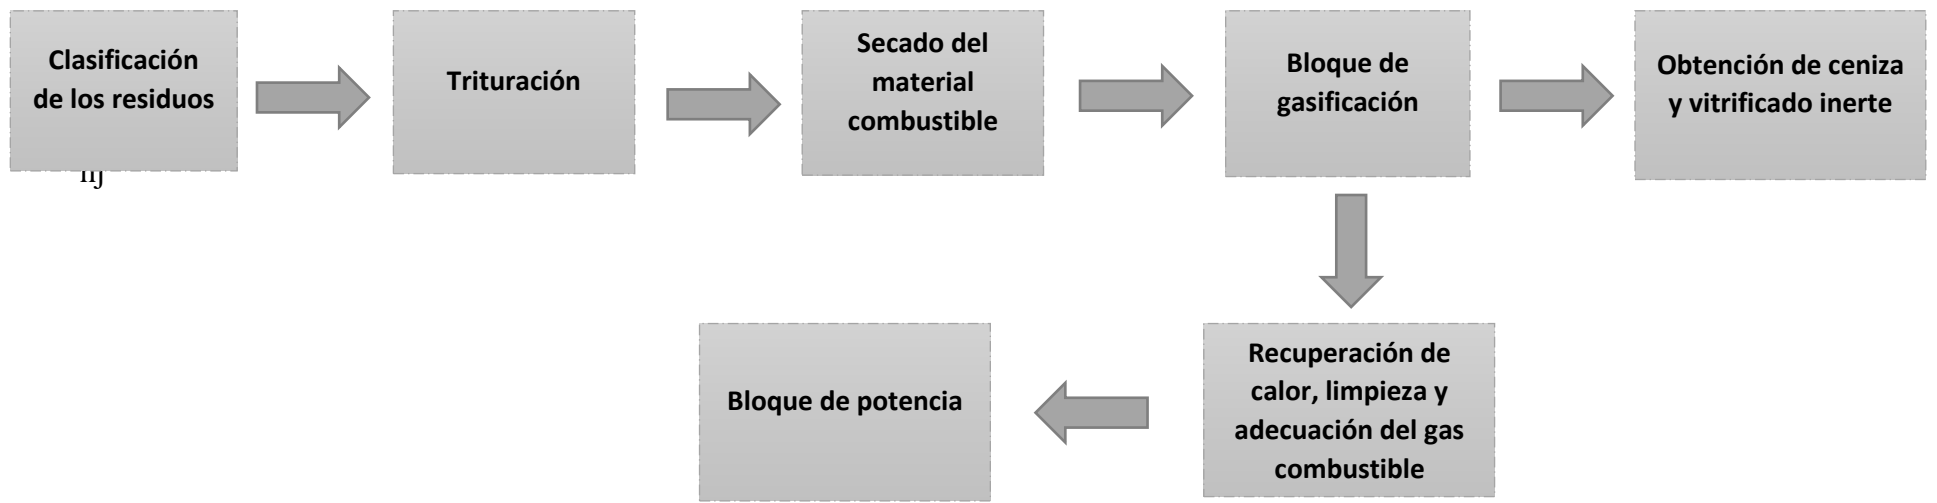 Clasificación
de los residuos
Trituración
Secado del
material
combustible
Bloque de
gasificación
Obtención de ceniza
y vitrificado inerte
Bloque de potencia
Recuperación de
calor, limpieza y
adecuación del gas
combustible